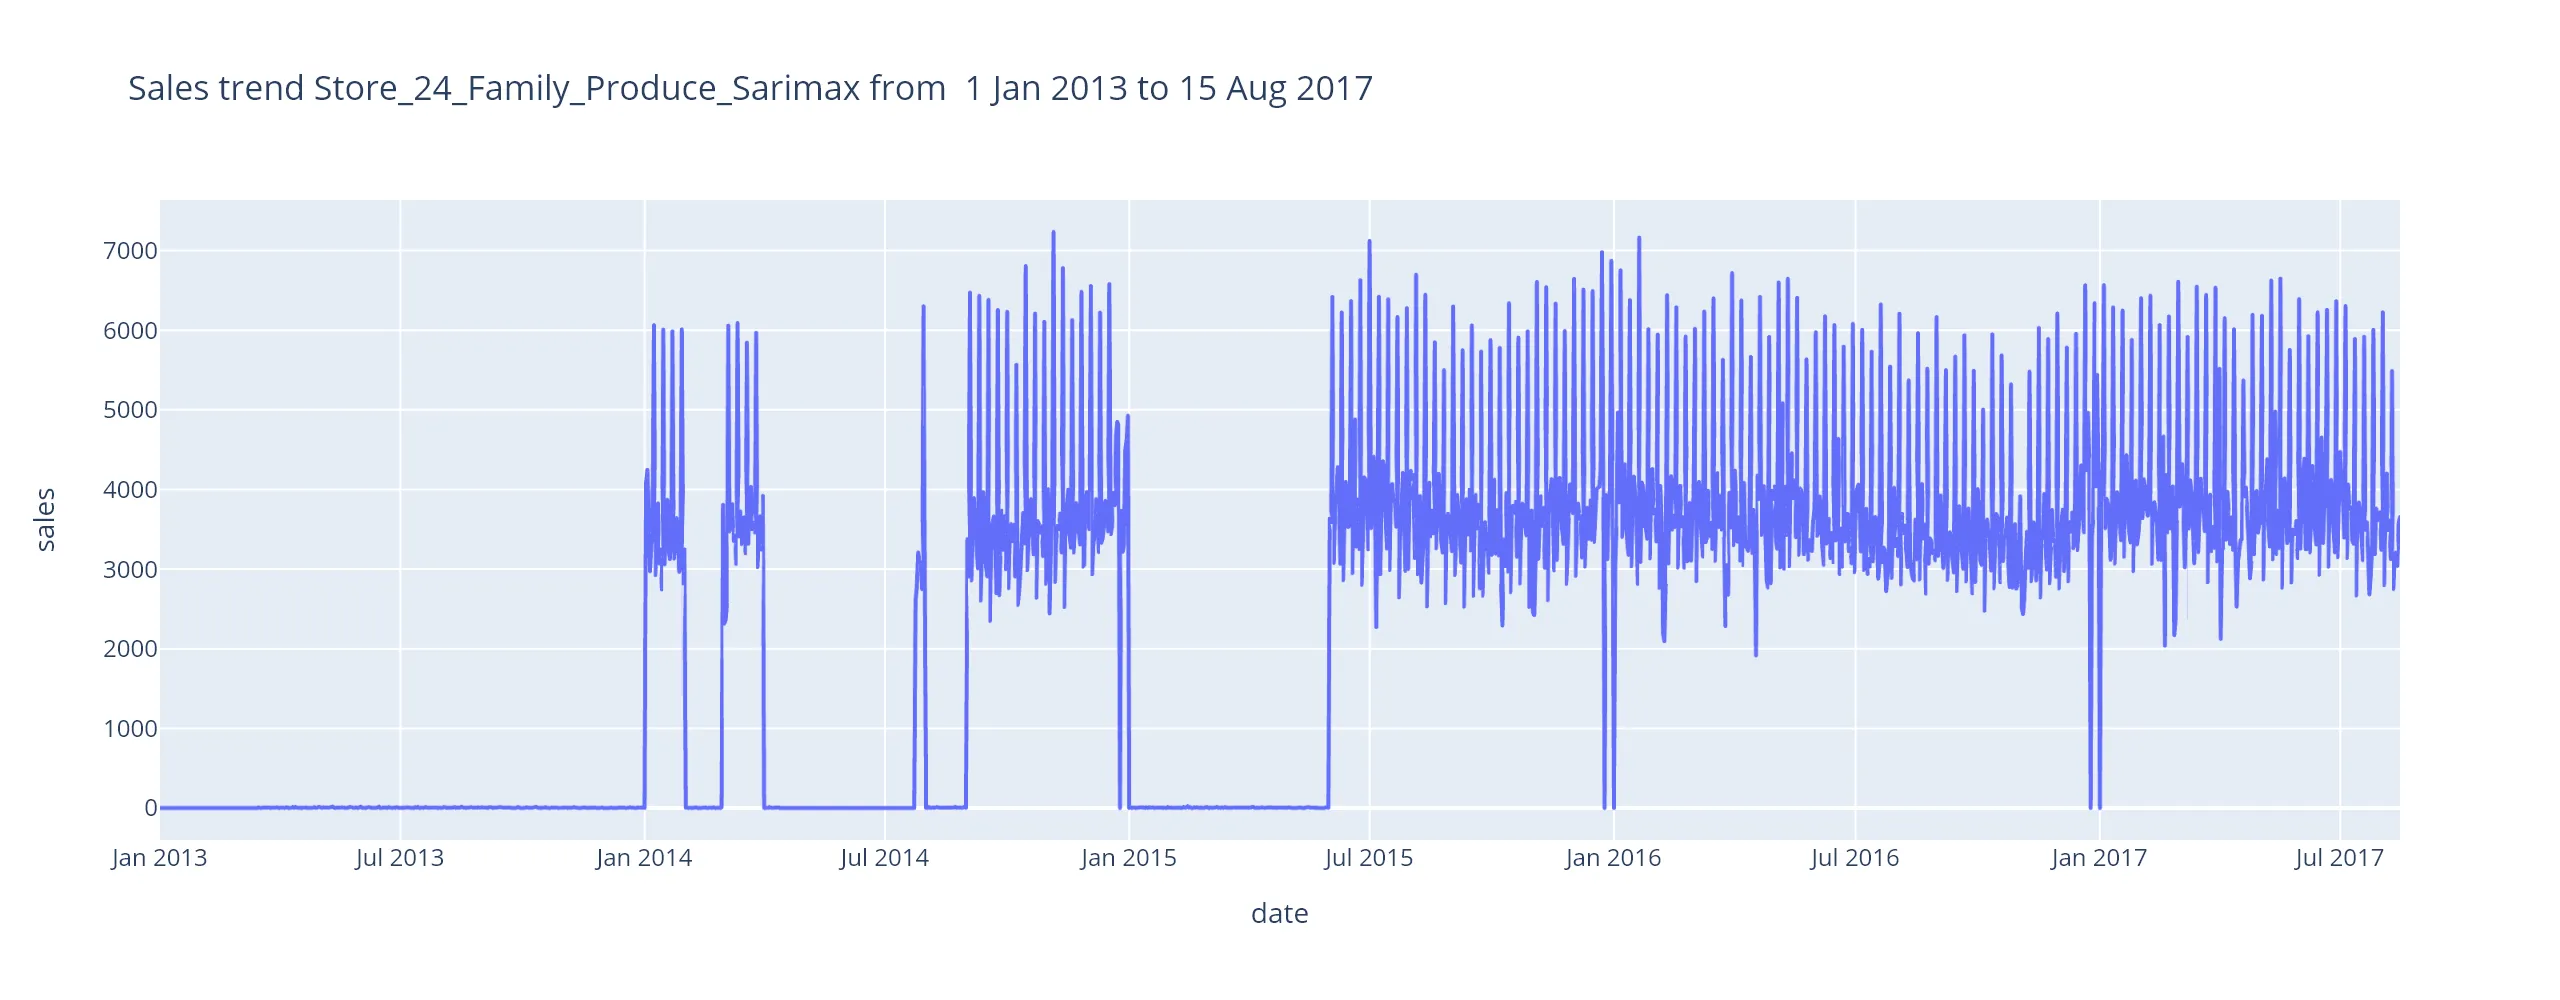 Sales trend Store_24_Family_Produce_Sarimax from  1 Jan 2013 to 15 Aug 2017
sales
7000
6000
5000
4000
3000
2000
1000
0
Jan 2013 Jul 2013 Jan 2014 Jul 2014 Jan 2015 Jul 2015 Jan 2016 Jul 2016 Jan 2017 Jul 2017
date